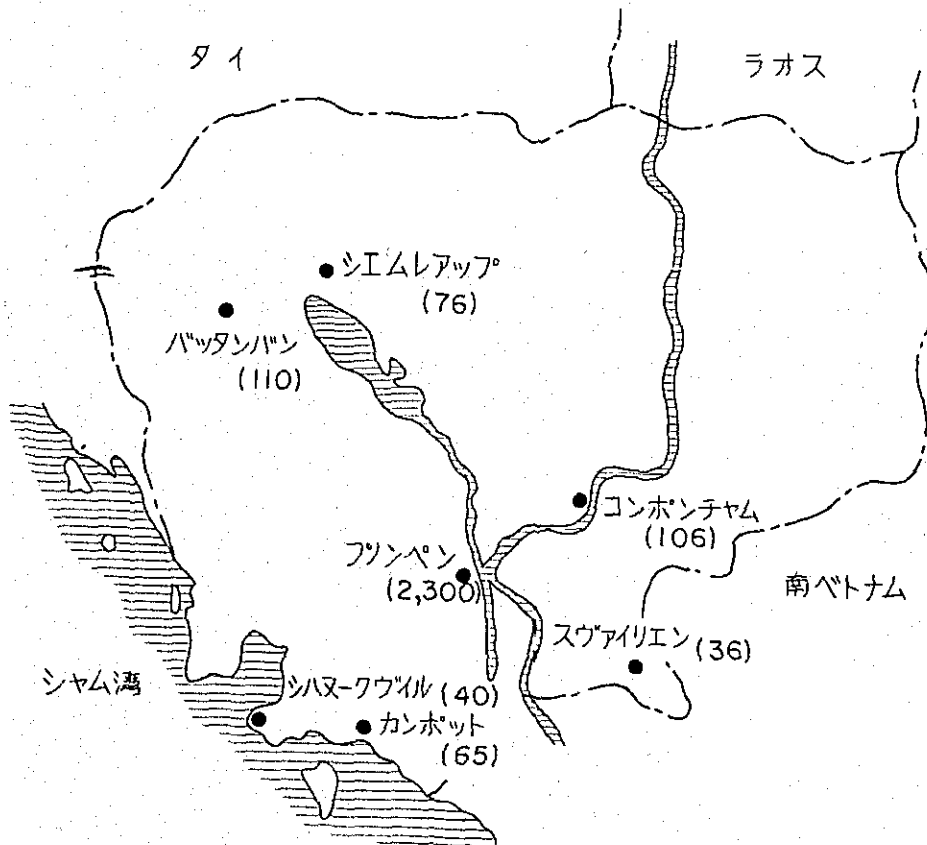 タイ
ラオス
シエムレアップ
(76)
バッタンバン
(110)
コンポンチャム
(106)
プノンペン
(2,300)
南ベトナム
スヴァイリエン (36)
シャム湾
シハヌークヴィル (40)
カンポット
(65)